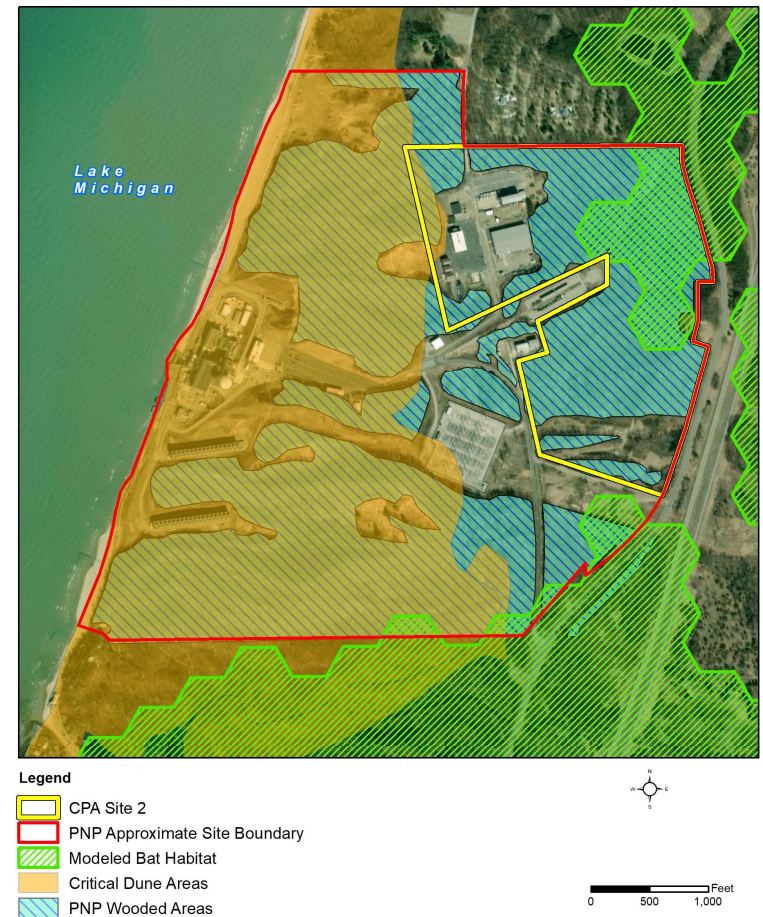 Lake
Michigan
Legend
CPA Site 2
PNP Approximate Site Boundary
Modeled Bat Habitat
Critical Dune Areas
PNP Wooded Areas
N
W E
S
Feet
0 500 1,000